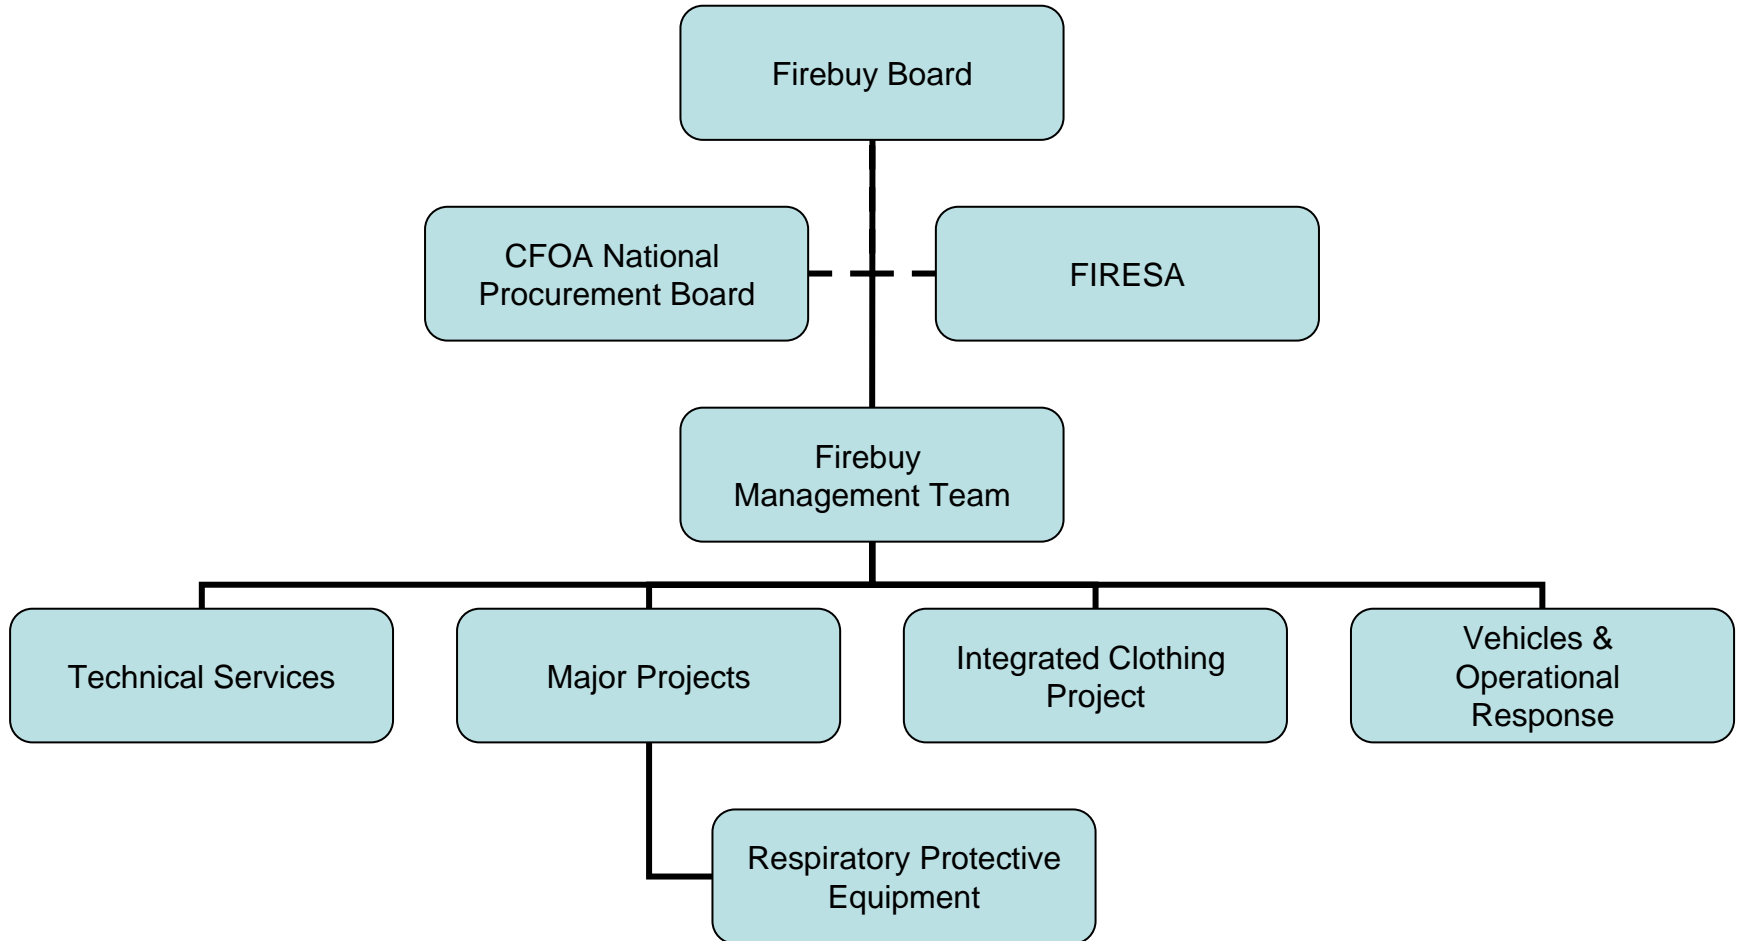 Firebuy Board
CFOA National
Procurement Board
FIRESA
Firebuy
Management Team
Technical Services
Major Projects
Integrated Clothing
Project
Vehicles &
Operational
Response
Respiratory Protective
Equipment